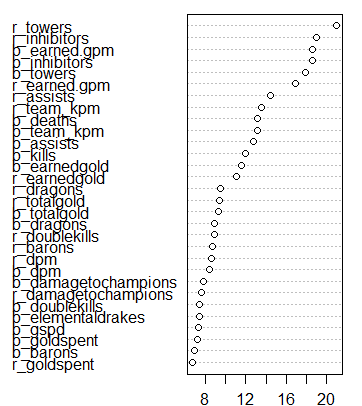 r_towers
r_inhibitors
b_earned.gpm
b_inhibitors
b_towers
r_earned.gpm
r_assists
r_team_kpm
b_deaths
b_team_kpm
b_assists
b_kills
b_earnedgold
r_earnedgold
r_dragons
r_totalgold
b_totalgold
b_dragons
r_doublekills
r_barons
r_dpm
b_dpm
b_damagetochampions
r_damagetochampions
b_doublekills
b_elementaldrakes
b_gspd
b_goldspent
b_barons
r_goldspent
8 12 16 20